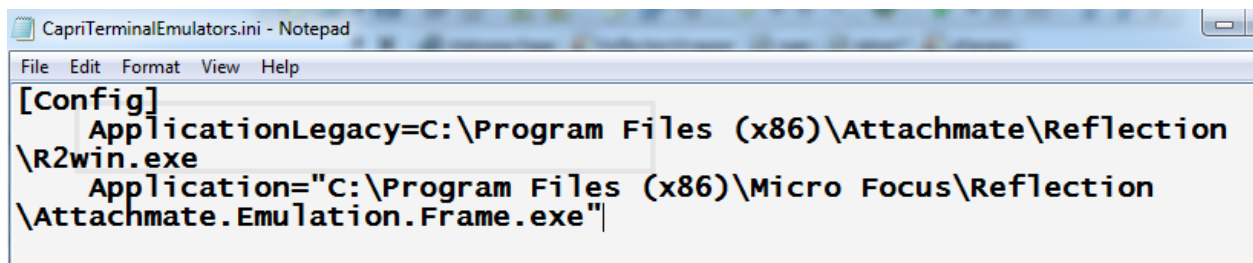 CapriTerminalEmulators.ini - Notepad
File Edit Format View Help
[Config]
ApplicationLegacy=C:\Program Files (x86)\Attachmate\Reflection
\R2win.exe
Application="C:\Program Files (x86)\Micro Focus\Reflection
\Attachmate.Emulation.Frame.exe"